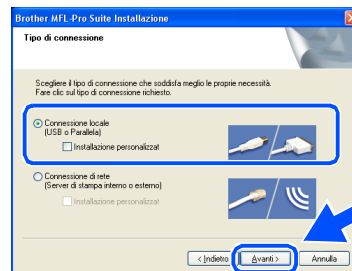 Brother MFL-Pro Suite Installazione
Tipo di connessione
Scegliere il tipo di connessione che soddisfa meglio le proprie necessità.
Fare clic sul tipo di connessione richiesto.
Connessione locale
(USB o Parallela)
Installazione personalizzat
Connessione di rete
(Server di stampa interno o esterno)
Installazione personalizzat
< Indietro
Avanti >
Annulla